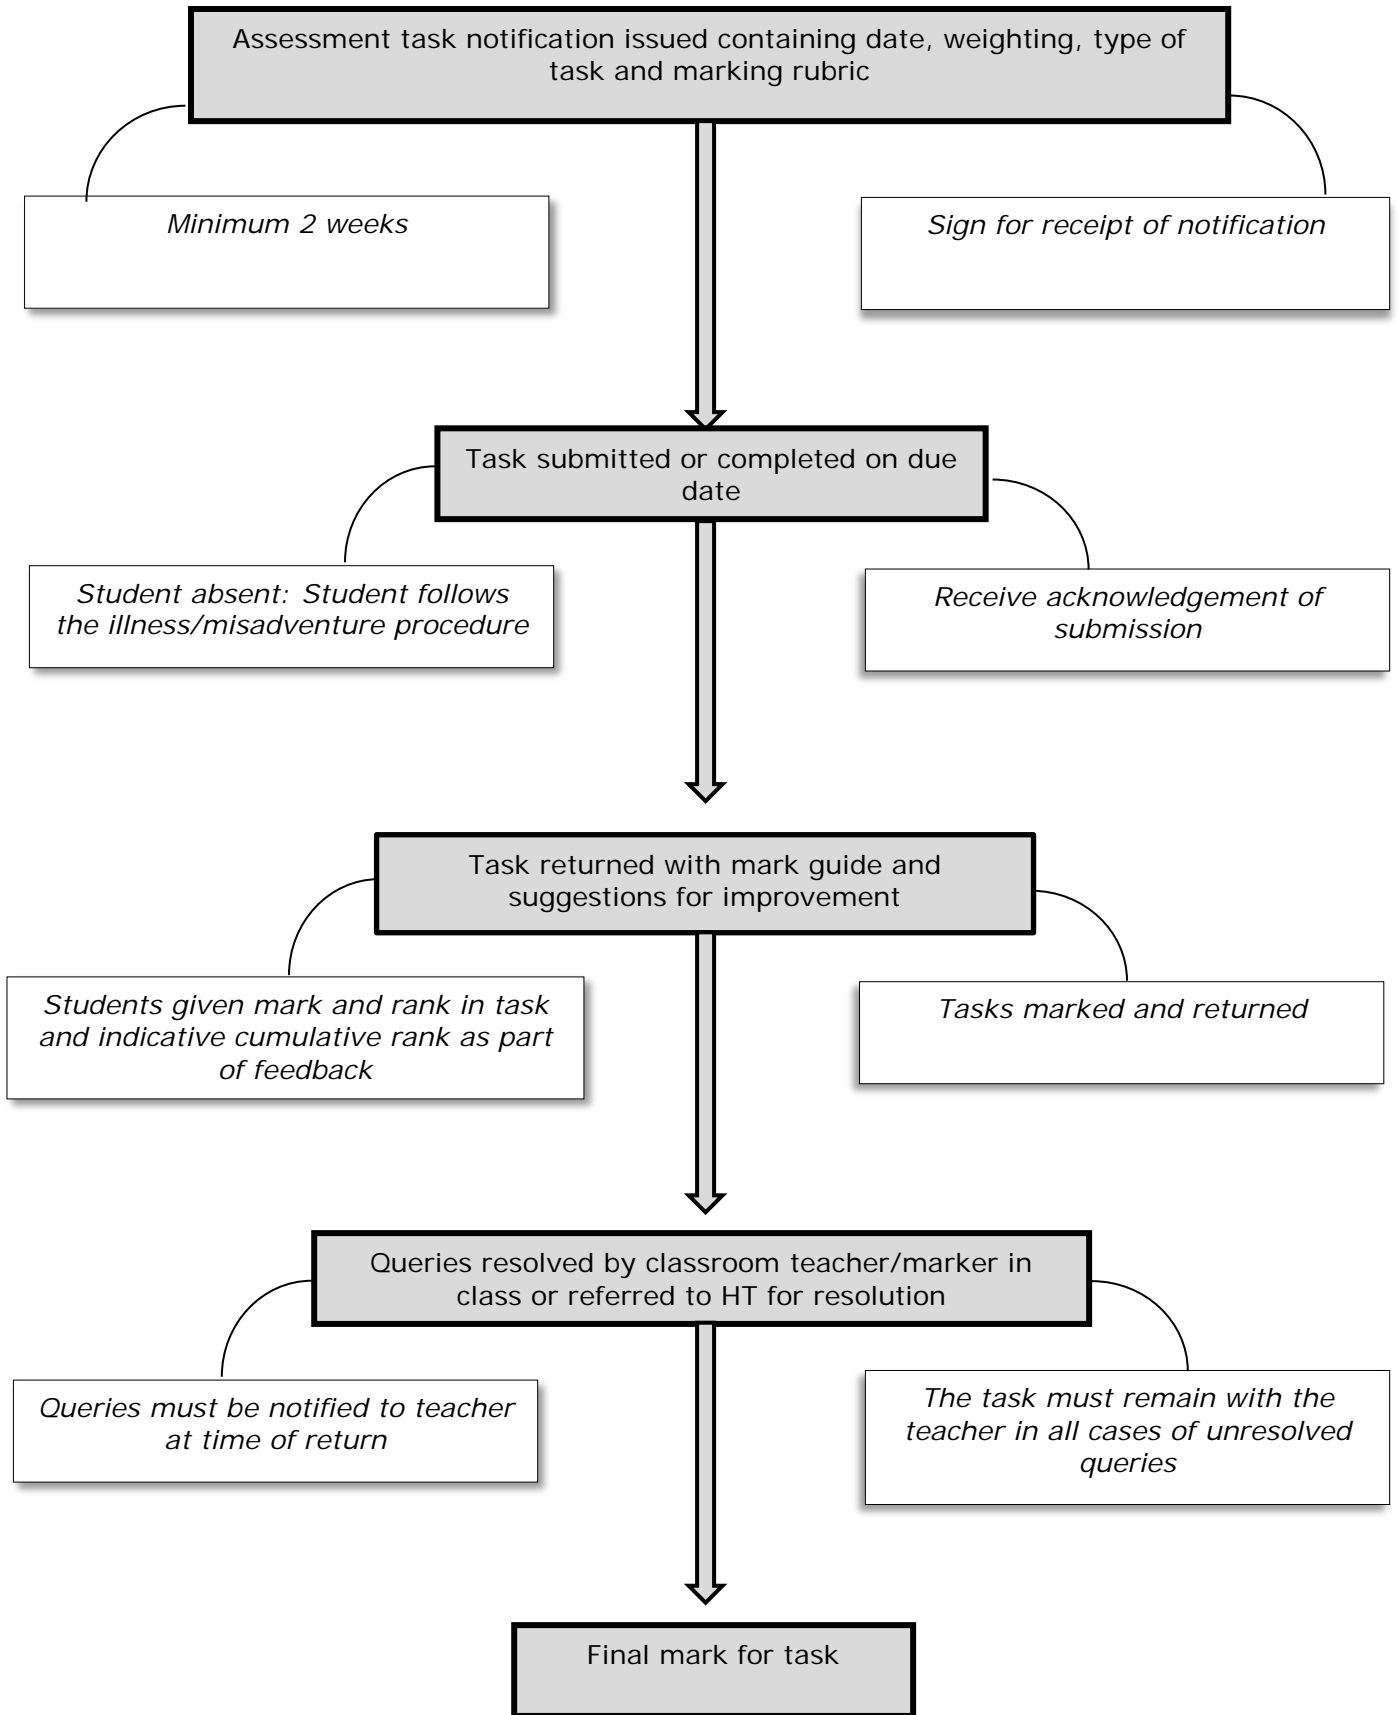 Assessment task notification issued containing date, weighting, type of
task and marking rubric
Minimum 2 weeks
Sign for receipt of notification
Task submitted or completed on due
date
Student absent: Student follows
the illness/misadventure procedure
Receive acknowledgement of
submission
Task returned with mark guide and
suggestions for improvement
Students given mark and rank in task
and indicative cumulative rank as part
of feedback
Tasks marked and returned
Queries resolved by classroom teacher/marker in
class or referred to HT for resolution
Queries must be notified to teacher
at time of return
The task must remain with the
teacher in all cases of unresolved
queries
Final mark for task